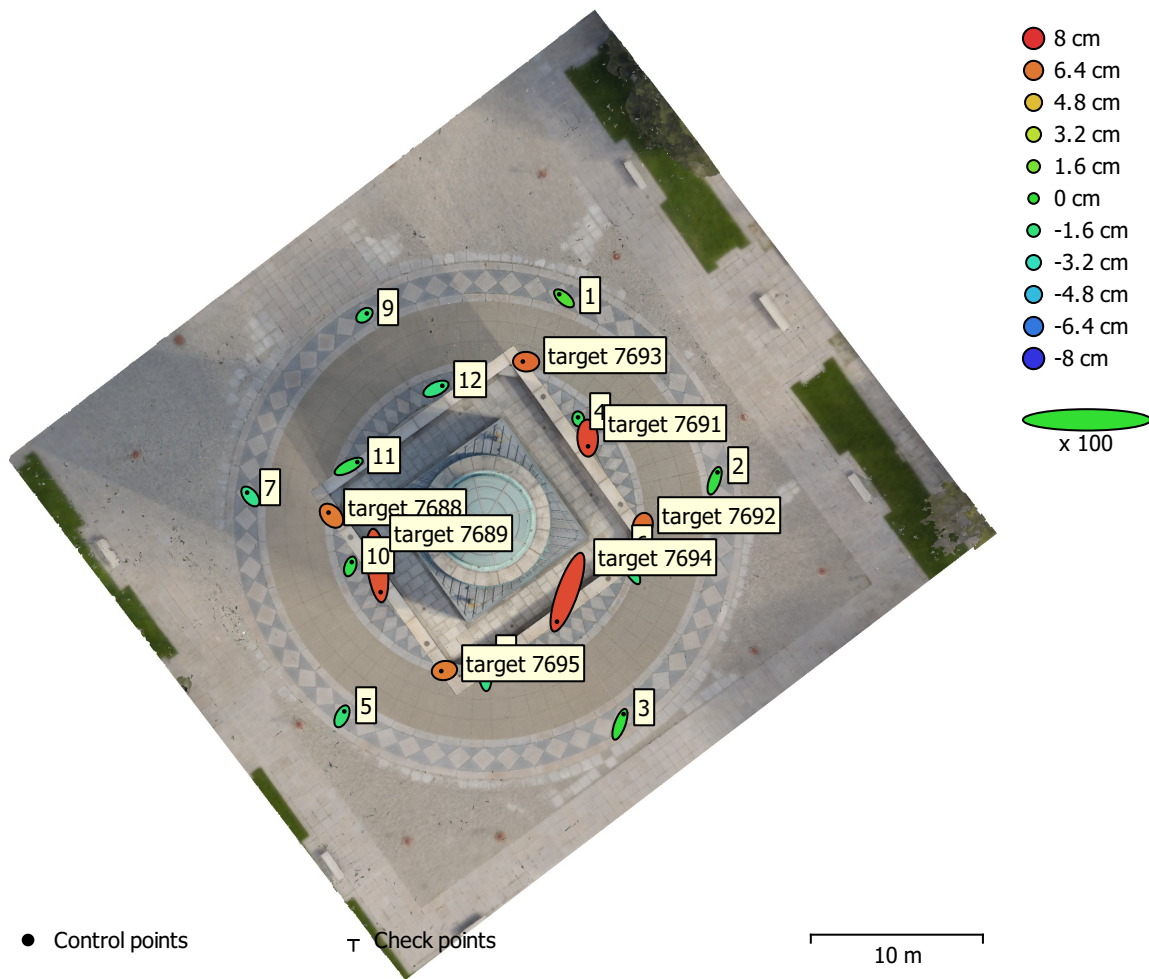 8 cm
6.4 cm
4.8 cm
3.2 cm
1.6 cm
0 cm
-1.6 cm
-3.2 cm
-4.8 cm
-6.4 cm
-8 cm
x 100
1
9
target 7693
12
4
target 7691
11
2
7
target 7688
target 7692
target 7689
10
target 7694
target 7695
5
3
Control points
Check points
10 m